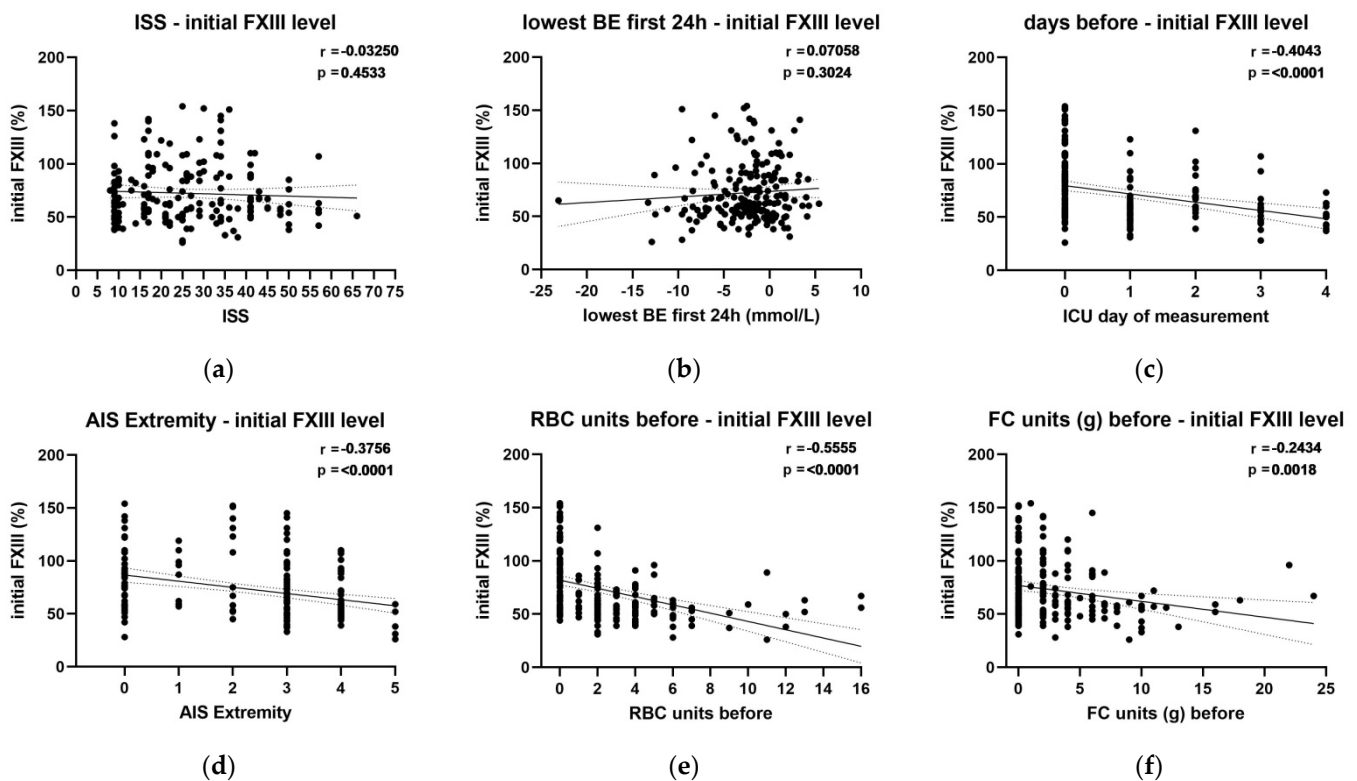 ISS - initial FXIII level
r = -0.03250
p = 0.4533
initial FXIII (%)
200
150
100
50
0
0 5 10 15 20 25 30 35 40 45 50 55 60 65 70 75
ISS
(a)
lowest BE first 24h - initial FXIII level
r = 0.07058
p = 0.3024
initial FXIII (%)
200
150
100
50
0
-25 -20 -15 -10 -5 0 5 10
lowest BE first 24h (mmol/L)
(b)
days before - initial FXIII level
r = -0.4043
p = <0.0001
initial FXIII (%)
200
150
100
50
0
0 1 2 3 4
ICU day of measurement
(c)
AIS Extremity - initial FXIII level
r = -0.3756
p = <0.0001
initial FXIII (%)
200
150
100
50
0
0 1 2 3 4 5
AIS Extremity
(d)
RBC units before - initial FXIII level
r = -0.5555
p = <0.0001
initial FXIII (%)
200
150
100
50
0
0 2 4 6 8 10 12 14 16
RBC units before
(e)
FC units (g) before - initial FXIII level
r = -0.2434
p = 0.0018
initial FXIII (%)
200
150
100
50
0
0 5 10 15 20 25
FC units (g) before
(f)